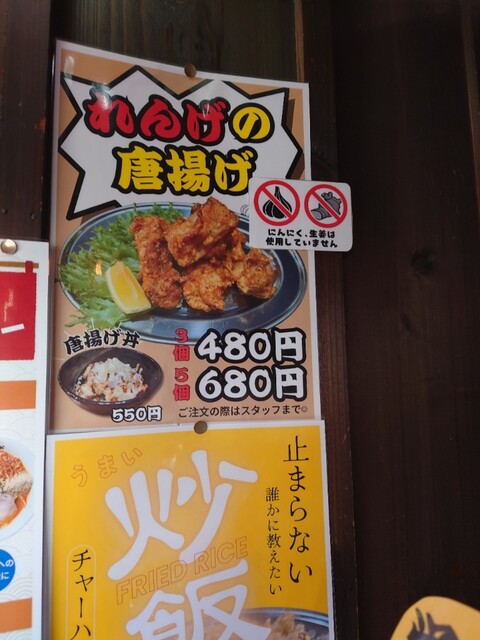 れんげの
唐揚げ
にんにく、生姜は
使用していません
唐揚げ丼
550円
3個 480円
5個 680円
ご注文の際はスタッフまで☺
止まらない
誰かに教えたい
うまい
炒飯
FRIED RICE
チャーハ
ン